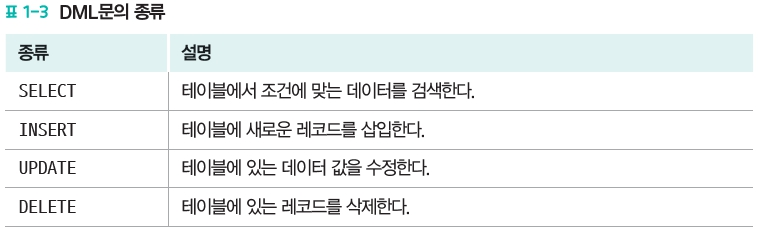 표 1-3 DML문의 종류
종류 설명
SELECT 테이블에서 조건에 맞는 데이터를 검색한다.
INSERT 테이블에 새로운 레코드를 삽입한다.
UPDATE 테이블에 있는 데이터 값을 수정한다.
DELETE 테이블에 있는 레코드를 삭제한다.